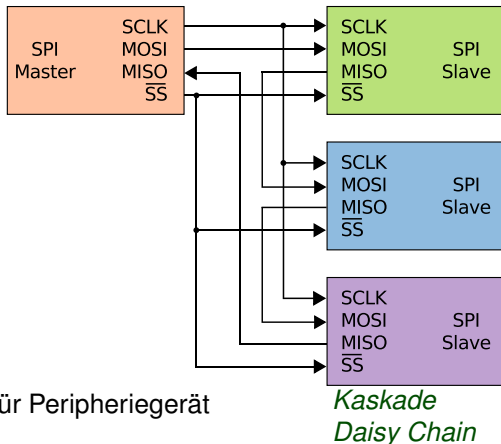 SCLK
MOSI
MISO
SS
SPI
Master
SCLK
MOSI
MISO
SS
SPI
Slave
SCLK
MOSI
MISO
SS
SPI
Slave
SCLK
MOSI
MISO
SS
SPI
Slave
ür Peripheriegerät
Kaskade
Daisy Chain